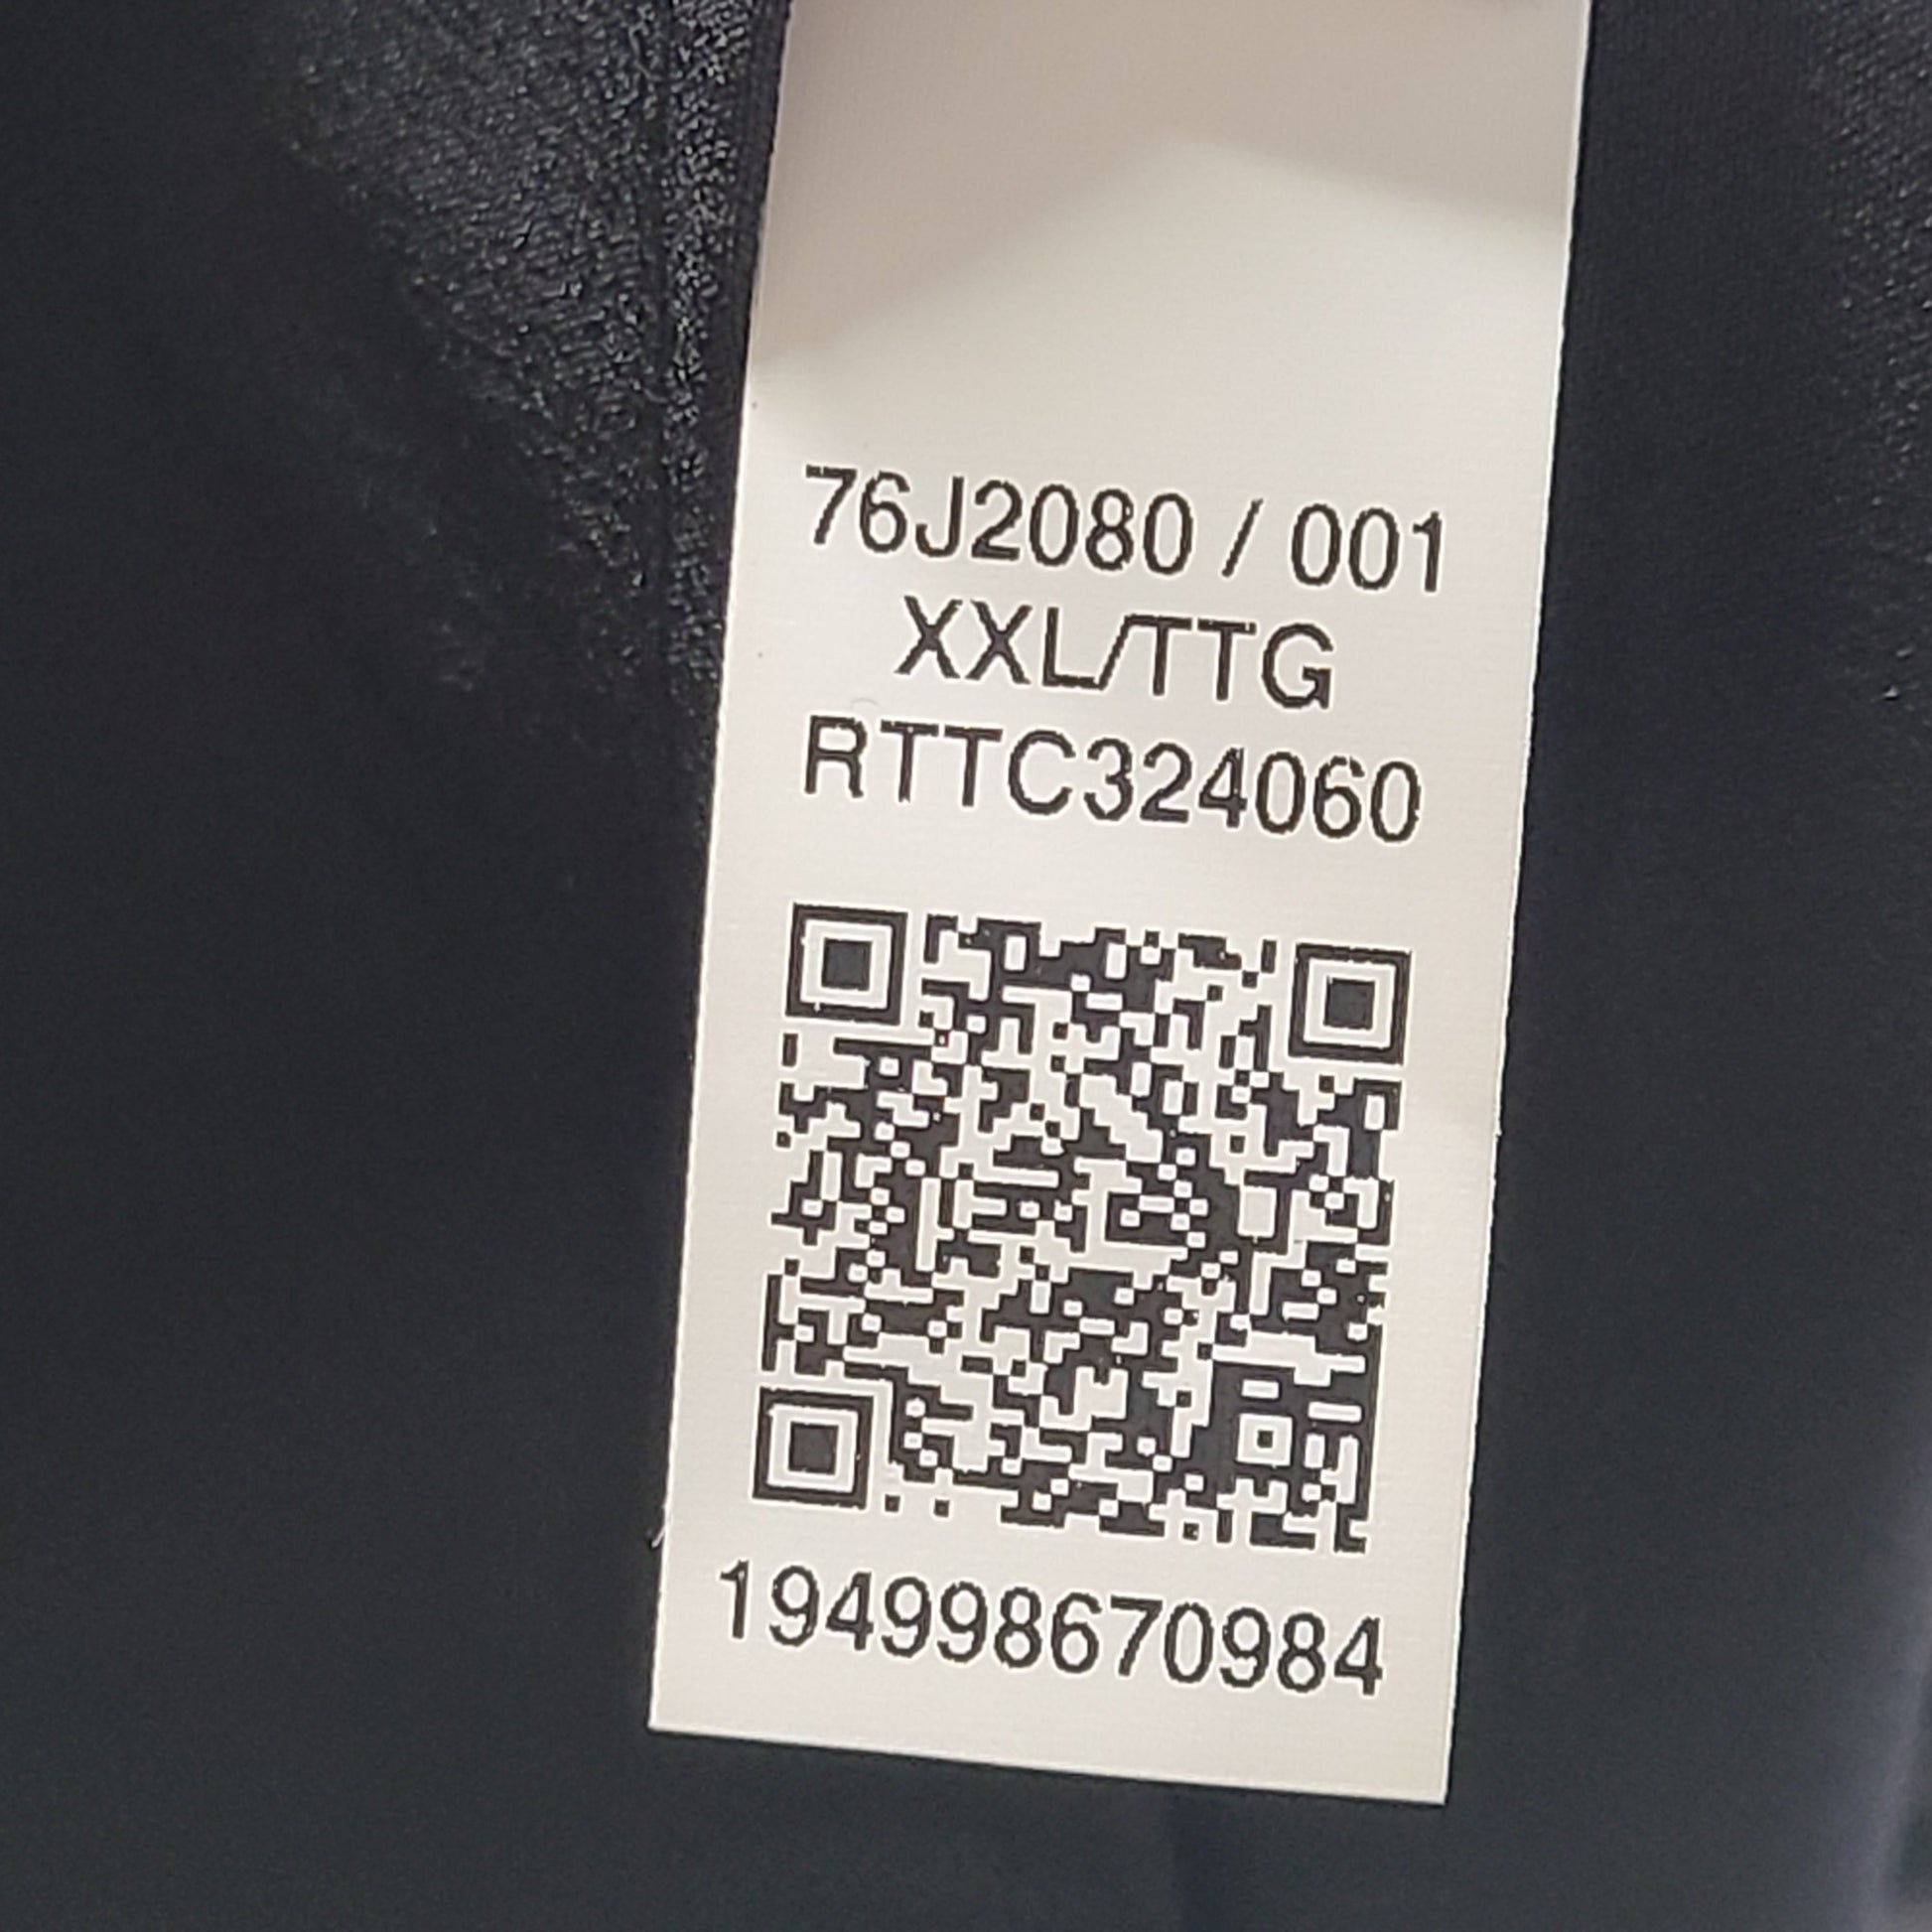 76J2080 / 001
XXL/TTG
RTTC324060
194998670984